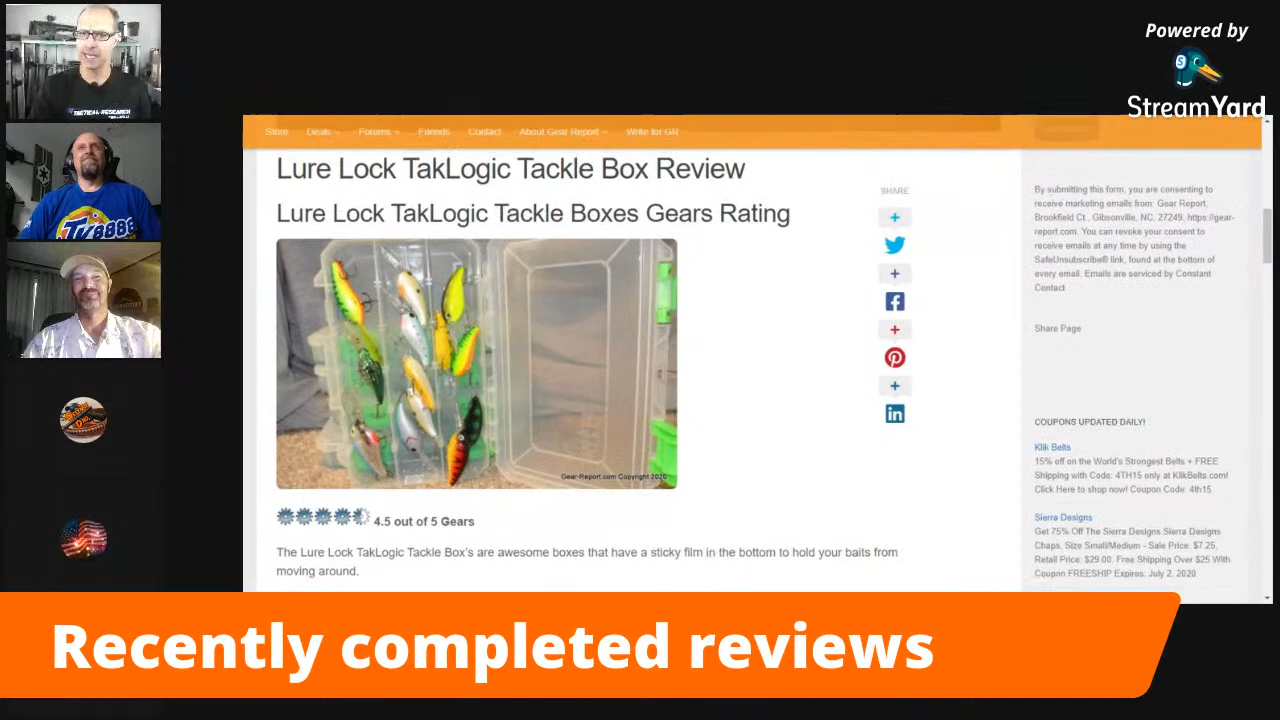 Powered by
StreamYard
TACTICAL-RESEARCH
TV8888
Store Deals Forums Friends Contact About Gear Report Write for GR
Lure Lock TakLogic Tackle Box Review
Lure Lock TakLogic Tackle Boxes Gears Rating
Gear-Report.com Copyright 2020
4.5 out of 5 Gears
The Lure Lock TakLogic Tackle Box's are awesome boxes that have a sticky film in the bottom to hold your baits from
moving around.
SHARE
By submitting this form, you are consenting to
receive marketing emails from: Gear Report,
Brookfield Ct., Gibsonville, NC, 27249, https://gear-
report.com. You can revoke your consent to
receive emails at any time by using the
SafeUnsubscribe® link, found at the bottom of
every email. Emails are serviced by Constant
Contact
Share Page
COUPONS UPDATED DAILY!
Klik Belts
15% off on the World's Strongest Belts + FREE
Shipping with Code: 4TH15 only at KlikBelts.com!
Click Here to shop now! Coupon Code: 4th15
Sierra Designs
Get 75% Off The Sierra Designs Sierra Designs
Chaps, Size Small/Medium - Sale Price: $7.25,
Retail Price: $29.00. Free Shipping Over $25 With
Coupon FREESHIP Expires: July 2, 2020
Recently completed reviews